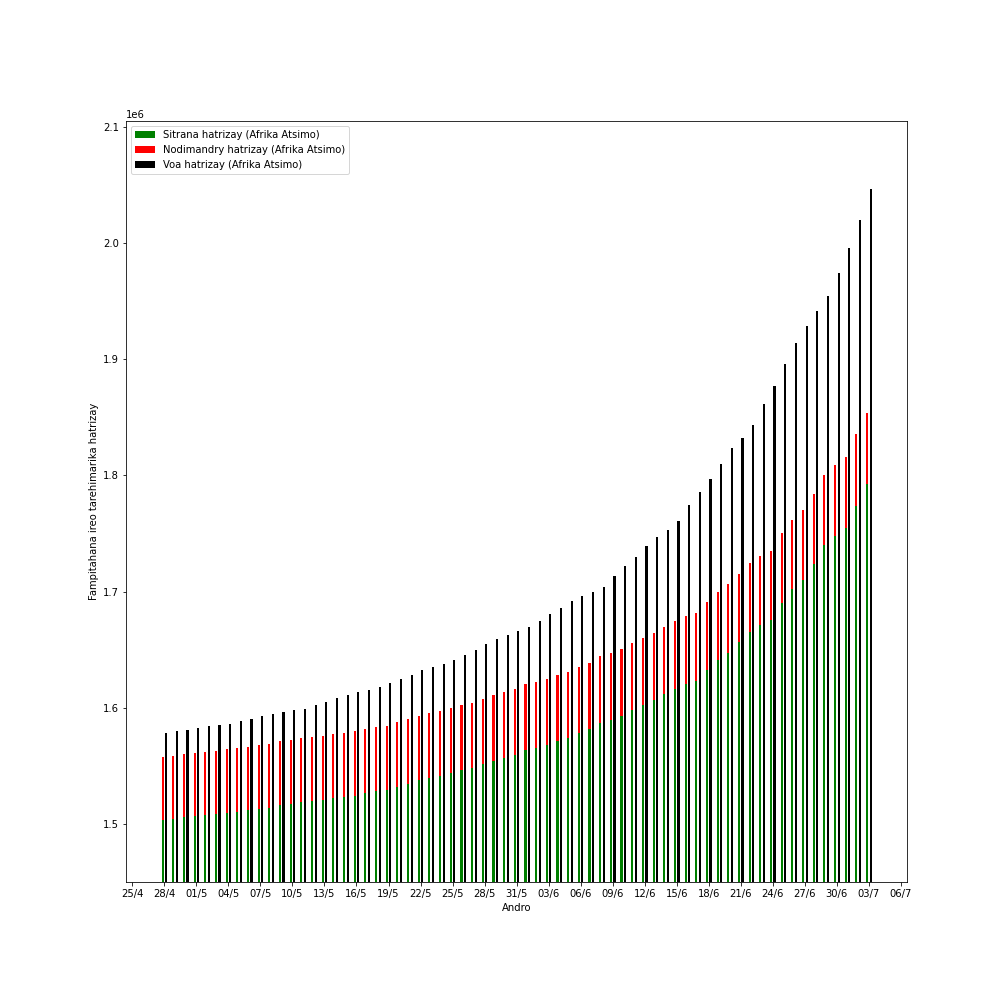 1e6
2.1
2.0
1.9
1.8
1.7
1.6
1.5
Fampitahana ireo tarehimarika hatrizay
Sitrana hatrizay (Afrika Atsimo)
Nodimandry hatrizay (Afrika Atsimo)
Voa hatrizay (Afrika Atsimo)
25/4 28/4 01/5 04/5 07/5 10/5 13/5 16/5 19/5 22/5 25/5 28/5 31/5 03/6 06/6 09/6 12/6 15/6 18/6 21/6 24/6 27/6 30/6 03/7 06/7
Andro